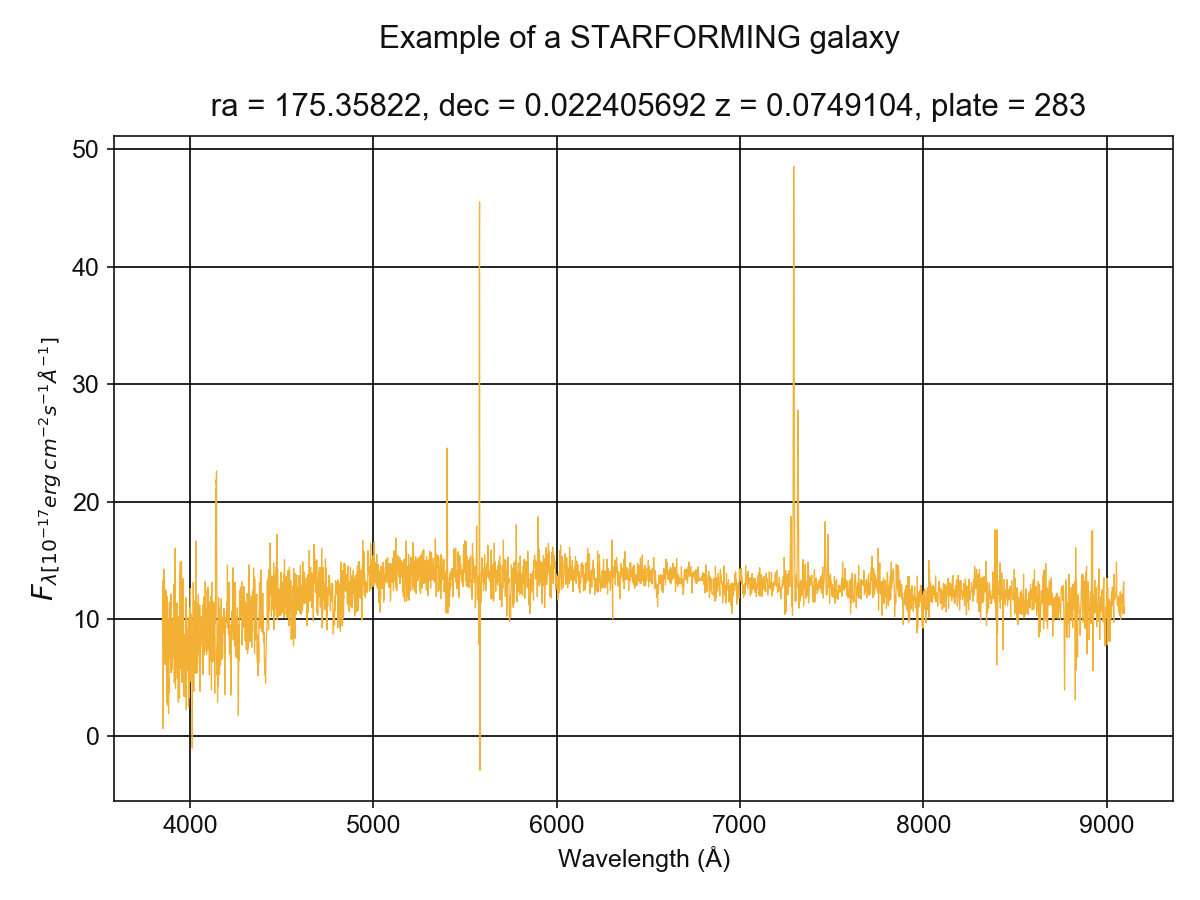 Example of a STARFORMING galaxy
ra = 175.35822, dec = 0.022405692 z = 0.0749104, plate = 283
50
40
30
20
10
0
F_{λ[10^{−17} erg cm^{−2} s^{−1} Å^{−1}]}
4000 5000 6000 7000 8000 9000
Wavelength (Å)